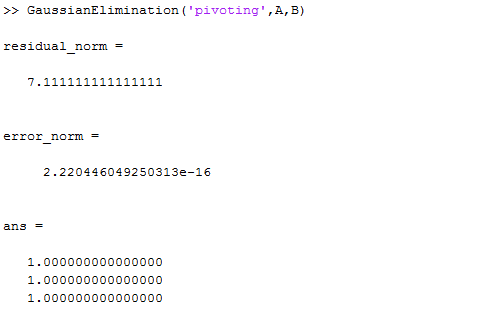 >> GaussianElimination('pivoting',A,B)
residual_norm =
7.111111111111111
error_norm =
2.220446049250313e-16
ans =
1.000000000000000
1.000000000000000
1.000000000000000